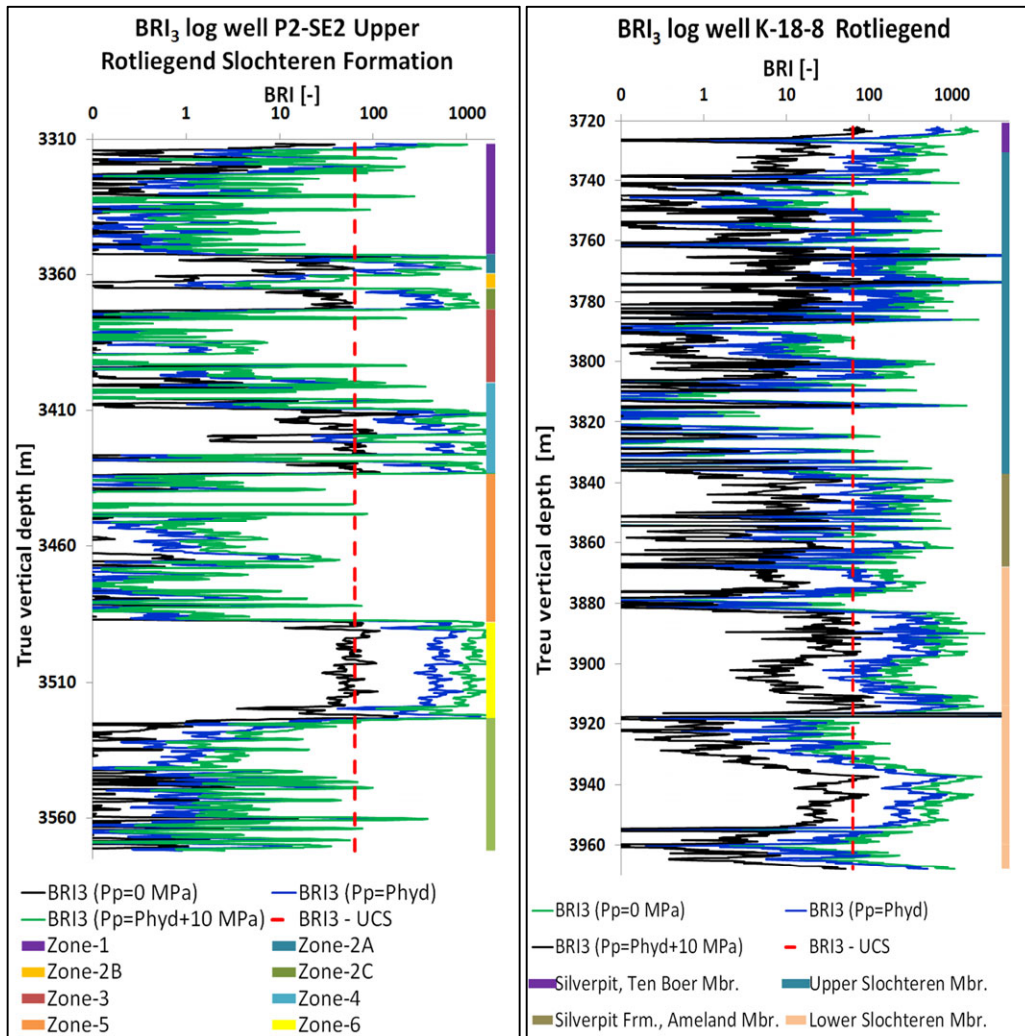 BRI₃ log well P2-SE2 Upper
Rotliegend Slochteren Formation
BRI [-]
0 1 10 100 1000
3310
3360
3410
3460
3510
3560
True vertical depth [m]
BRI3 (Pp=0 MPa)
BRI3 (Pp=Phyd)
BRI3 (Pp=Phyd+10 MPa)
BRI3 - UCS
Zone-1
Zone-2A
Zone-2B
Zone-2C
Zone-3
Zone-4
Zone-5
Zone-6
BRI₃ log well K-18-8 Rotliegend
BRI [-]
0 1 10 100 1000
3720
3740
3760
3780
3800
3820
3840
3860
3880
3900
3920
3940
3960
Treu vertical depth [m]
BRI3 (Pp=0 MPa)
BRI3 (Pp=Phyd)
BRI3 (Pp=Phyd+10 MPa)
BRI3 - UCS
Silverpit, Ten Boer Mbr.
Upper Slochteren Mbr.
Silverpit Frm., Ameland Mbr.
Lower Slochteren Mbr.